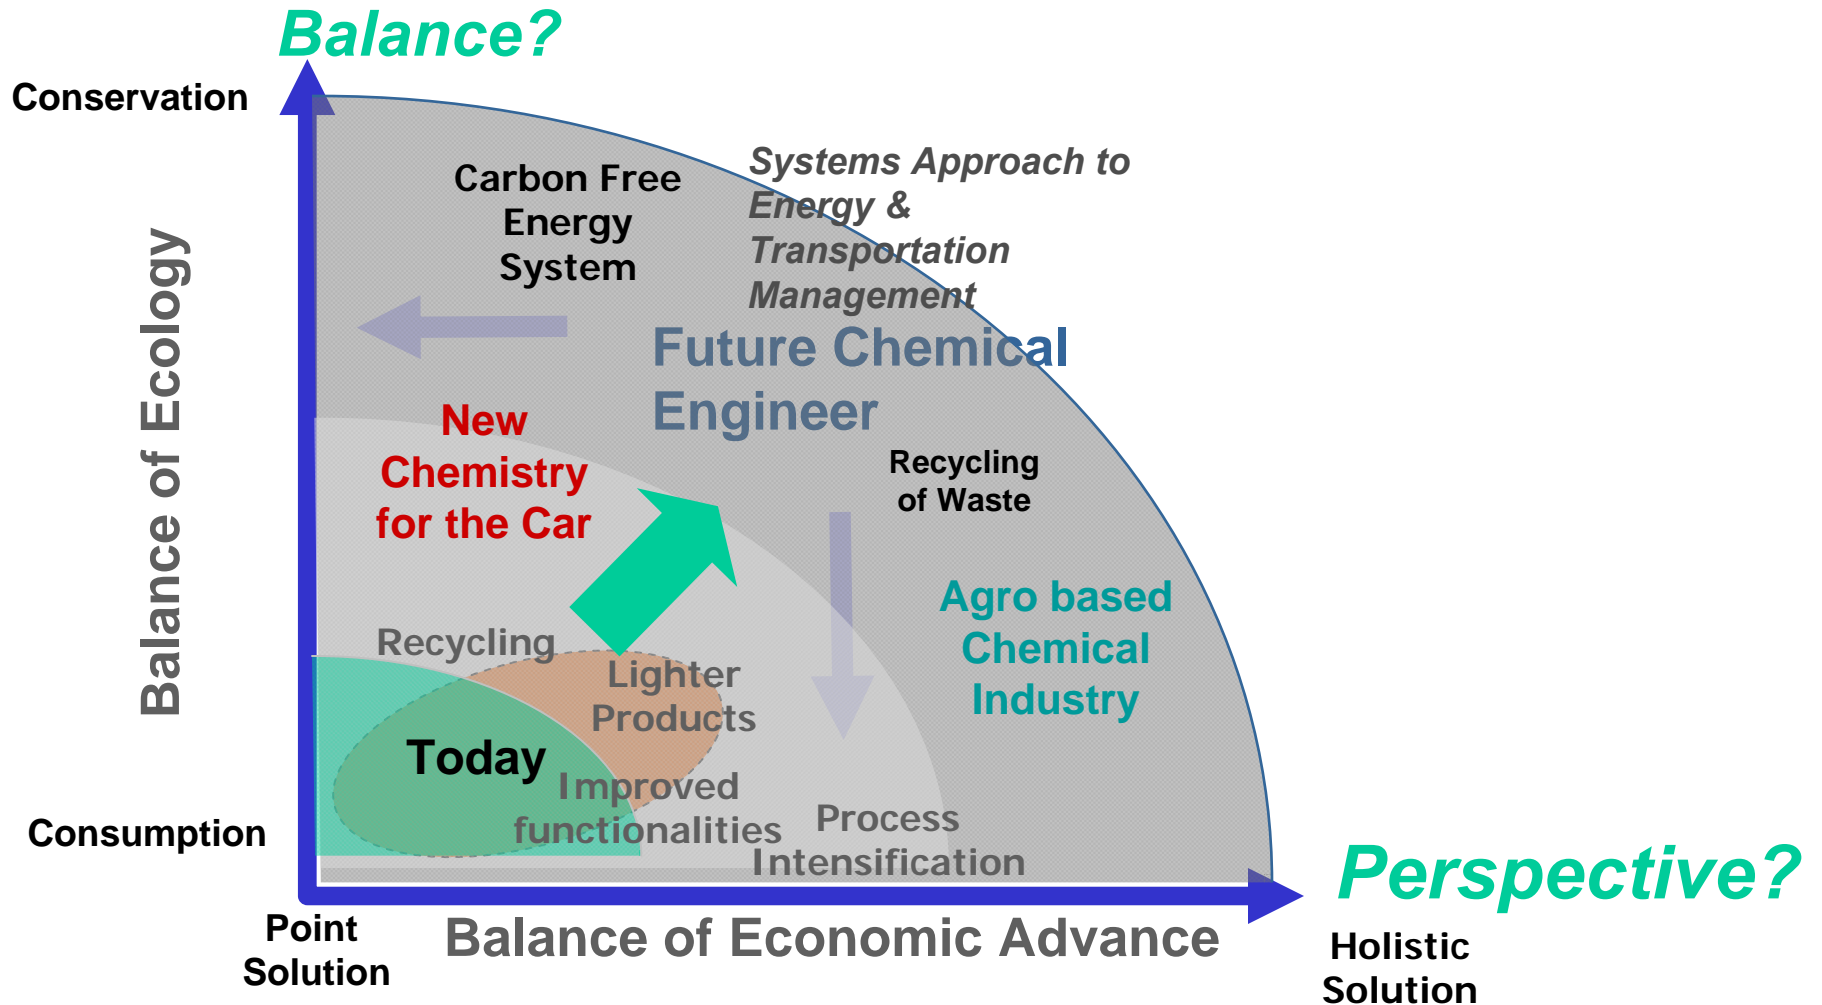 Balance?
Conservation
Carbon Free
Energy
System
Systems Approach to
Energy &
Transportation
Management
Future Chemical
Engineer
Balance of Ecology
New
Chemistry
for the Car
Recycling
of Waste
Agro based
Chemical
Industry
Recycling
Lighter
Products
Today
Improved
functionalities
Process
Intensification
Consumption
Perspective?
Point
Solution
Balance of Economic Advance
Holistic
Solution